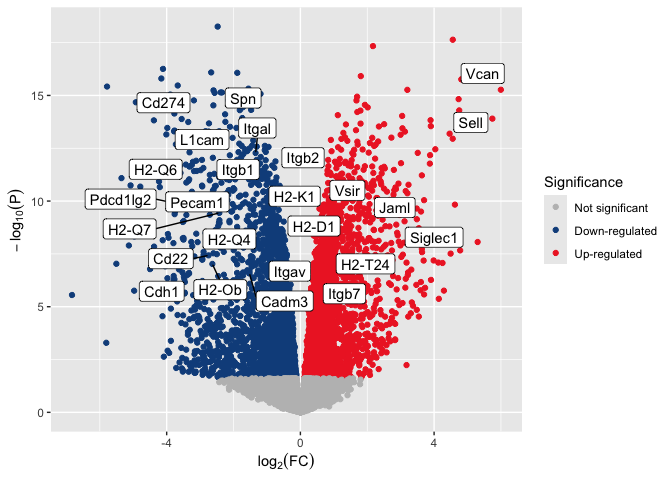 Vcan
Cd274
Spn
Sell
Itgal
L1cam
Itgb2
H2-Q6
Itgb1
Vsir
Pdcd1lg2
Pecam1
H2-K1
Jaml
H2-Q7
H2-D1
H2-Q4
Siglec1
Cd22
Itgav
H2-T24
Cdh1
H2-Ob
Cadm3
Itgb7
15
10
5
0
-4
0
4
− log10(P)
log2(FC)
Significance
Not significant
Down-regulated
Up-regulated